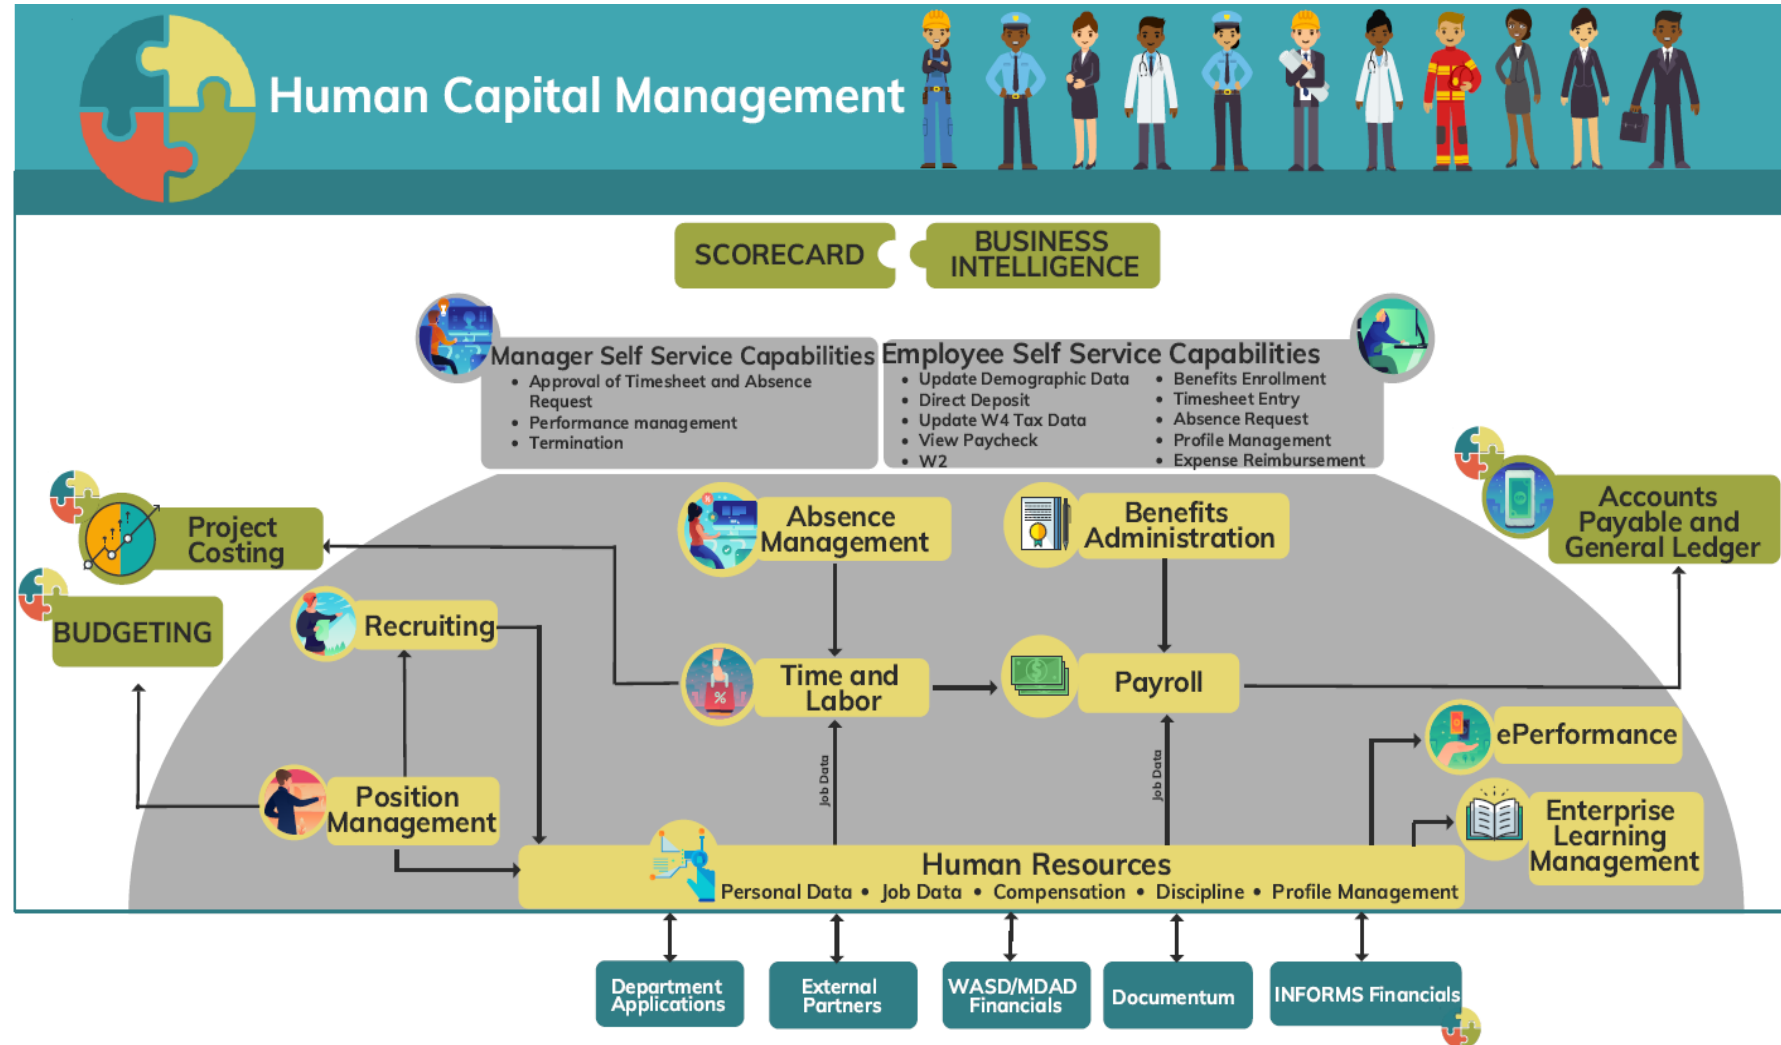 Human Capital Management
SCORECARD
BUSINESS
INTELLIGENCE
Manager Self Service Capabilities
• Approval of Timesheet and Absence
Request
• Performance management
• Termination
Employee Self Service Capabilities
• Update Demographic Data
• Direct Deposit
• Update W4 Tax Data
• View Paycheck
• W2
• Benefits Enrollment
• Timesheet Entry
• Absence Request
• Profile Management
• Expense Reimbursement
Project
Costing
BUDGETING
Absence
Management
Benefits
Administration
Accounts
Payable and
General Ledger
Recruiting
%
Time and
Labor
$
Payroll
Job Data
Job Data
ePerformance
Position
Management
Enterprise
Learning
Management
Human Resources
Personal Data • Job Data • Compensation • Discipline • Profile Management
Department
Applications
External
Partners
WASD/MDAD
Financials
Documentum
INFORMS Financials